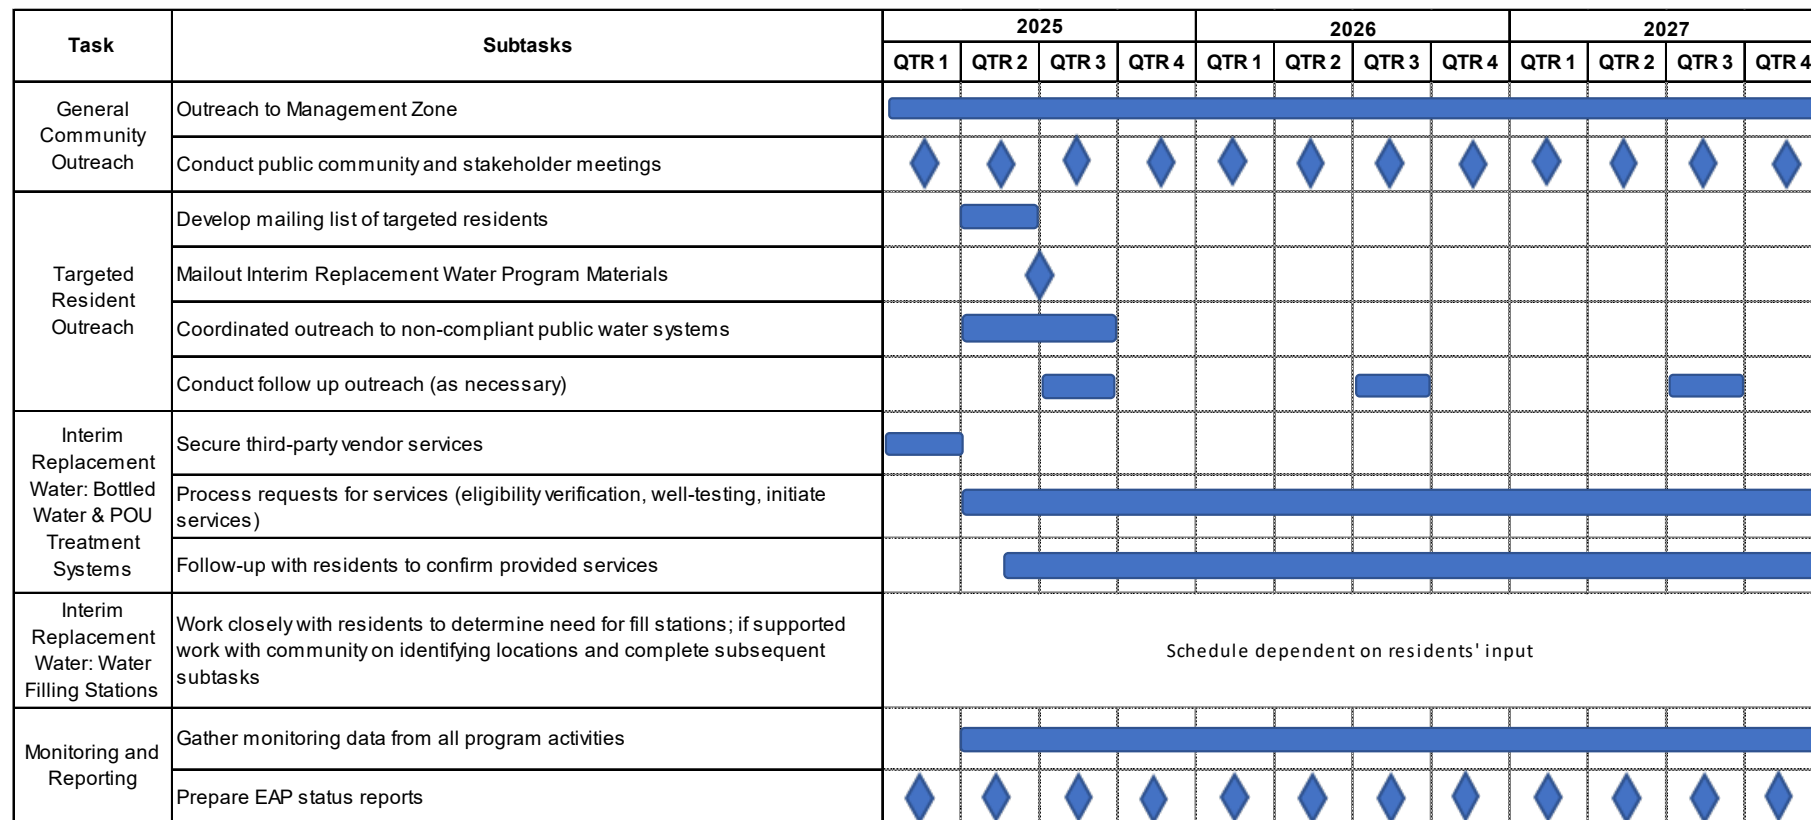 Task
Subtasks
2025
2026
2027
QTR 1 QTR 2 QTR 3 QTR 4 QTR 1 QTR 2 QTR 3 QTR 4 QTR 1 QTR 2 QTR 3 QTR 4
General
Community
Outreach
Outreach to Management Zone
Conduct public community and stakeholder meetings
Targeted
Resident
Outreach
Develop mailing list of targeted residents
Mailout Interim Replacement Water Program Materials
Coordinated outreach to non-compliant public water systems
Conduct follow up outreach (as necessary)
Interim
Replacement
Water: Bottled
Water & POU
Treatment
Systems
Secure third-party vendor services
Process requests for services (eligibility verification, well-testing, initiate
services)
Follow-up with residents to confirm provided services
Interim
Replacement
Water: Water
Filling Stations
Work closely with residents to determine need for fill stations; if supported
work with community on identifying locations and complete subsequent
subtasks
Schedule dependent on residents' input
Monitoring and
Reporting
Gather monitoring data from all program activities
Prepare EAP status reports